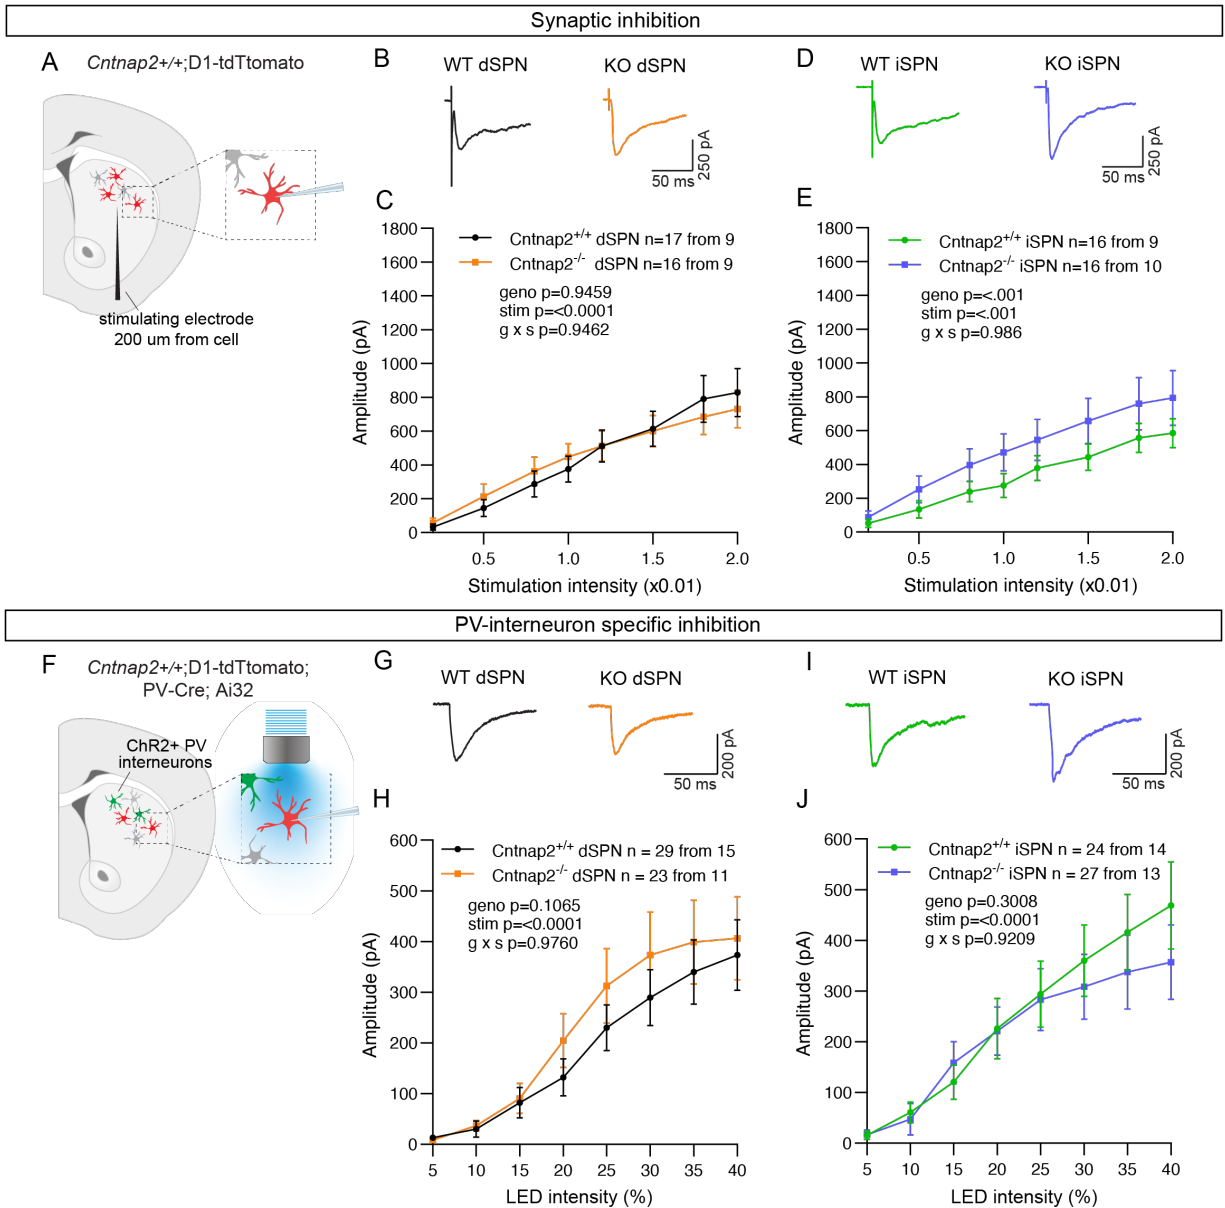 Synaptic inhibition
A
Cntnap2+/+;D1-tdTtomato
stimulating electrode
200 um from cell
B
WT dSPN
KO dSPN
50 ms
250 pA
C
Cntnap2+/+ dSPN n=17 from 9
Cntnap2-/- dSPN n=16 from 9
geno p=0.9459
stim p=<0.0001
g x s p=0.9462
Amplitude (pA)
1800
1600
1400
1200
1000
800
600
400
200
0
0.5 1.0 1.5 2.0
Stimulation intensity (x0.01)
D
WT iSPN
KO iSPN
50 ms
250 pA
E
Cntnap2+/+ iSPN n=16 from 9
Cntnap2-/- iSPN n=16 from 10
geno p=<.001
stim p=<.001
g x s p=0.986
Amplitude (pA)
1800
1600
1400
1200
1000
800
600
400
200
0
0.5 1.0 1.5 2.0
Stimulation intensity (x0.01)
PV-interneuron specific inhibition
F
Cntnap2+/+;D1-tdTtomato;
PV-Cre; Ai32
ChR2+ PV
interneurons
G
WT dSPN
KO dSPN
50 ms
200 pA
H
Cntnap2+/+ dSPN n = 29 from 15
Cntnap2-/- dSPN n = 23 from 11
geno p=0.1065
stim p=<0.0001
g x s p=0.9760
Amplitude (pA)
600
500
400
300
200
100
0
5 10 15 20 25 30 35 40
LED intensity (%)
I
WT iSPN
KO iSPN
50 ms
200 pA
J
Cntnap2+/+ iSPN n = 24 from 14
Cntnap2-/- iSPN n = 27 from 13
geno p=0.3008
stim p=<0.0001
g x s p=0.9209
Amplitude (pA)
600
500
400
300
200
100
0
5 10 15 20 25 30 35 40
LED intensity (%)